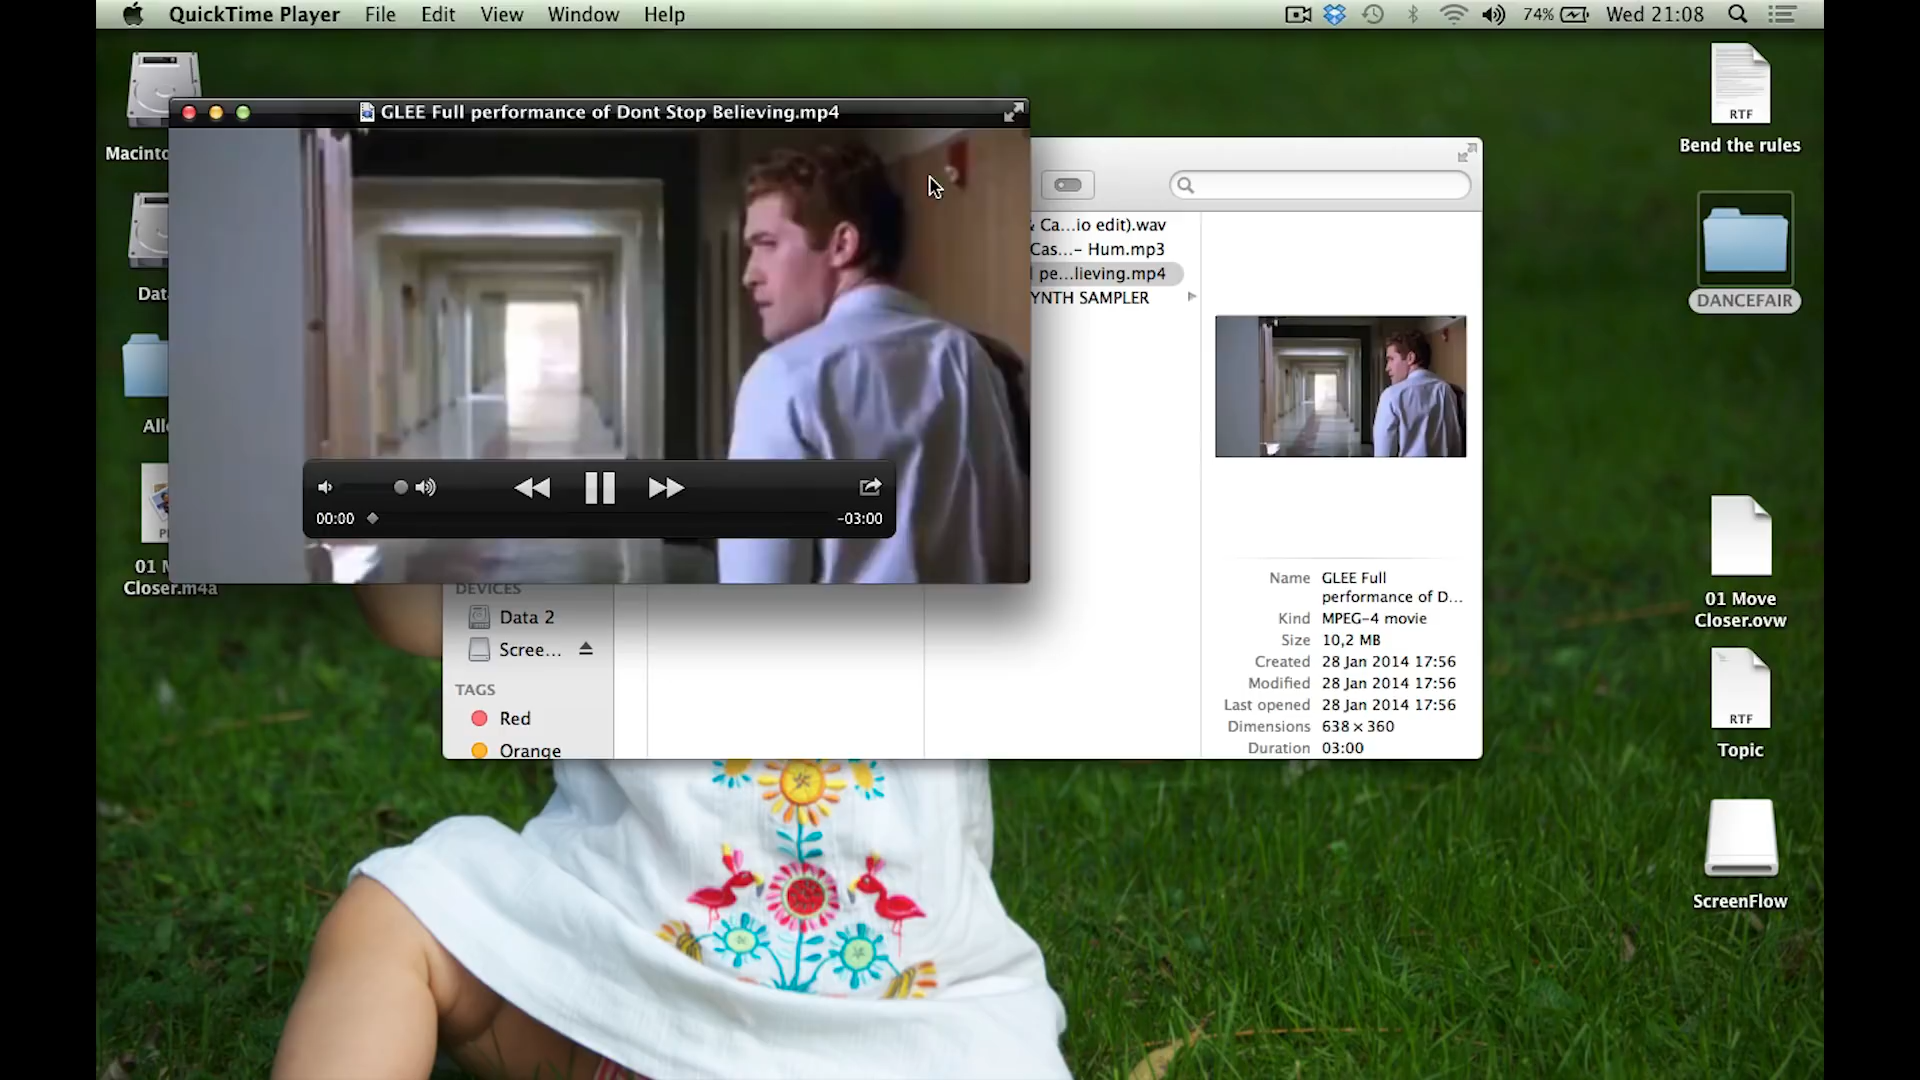 QuickTime Player File Edit View Window Help 74% Wed 21:08
GLEE Full performance of Dont Stop Believing.mp4
00:00 -03:00
& Ca...io edit).wav
Cas...- Hum.mp3
pe...lieving.mp4
YNTH SAMPLER
Name GLEE Full
performance of D...
Kind MPEG-4 movie
Size 10,2 MB
Created 28 Jan 2014 17:56
Modified 28 Jan 2014 17:56
Last opened 28 Jan 2014 17:56
Dimensions 638 × 360
Duration 03:00
DEVICES
Data 2
Scree...
TAGS
Red
Orange
Macinto
Dat
All
01 M
Closer.m4a
RTF
Bend the rules
DANCEFAIR
01 Move
Closer.ovw
RTF
Topic
ScreenFlow